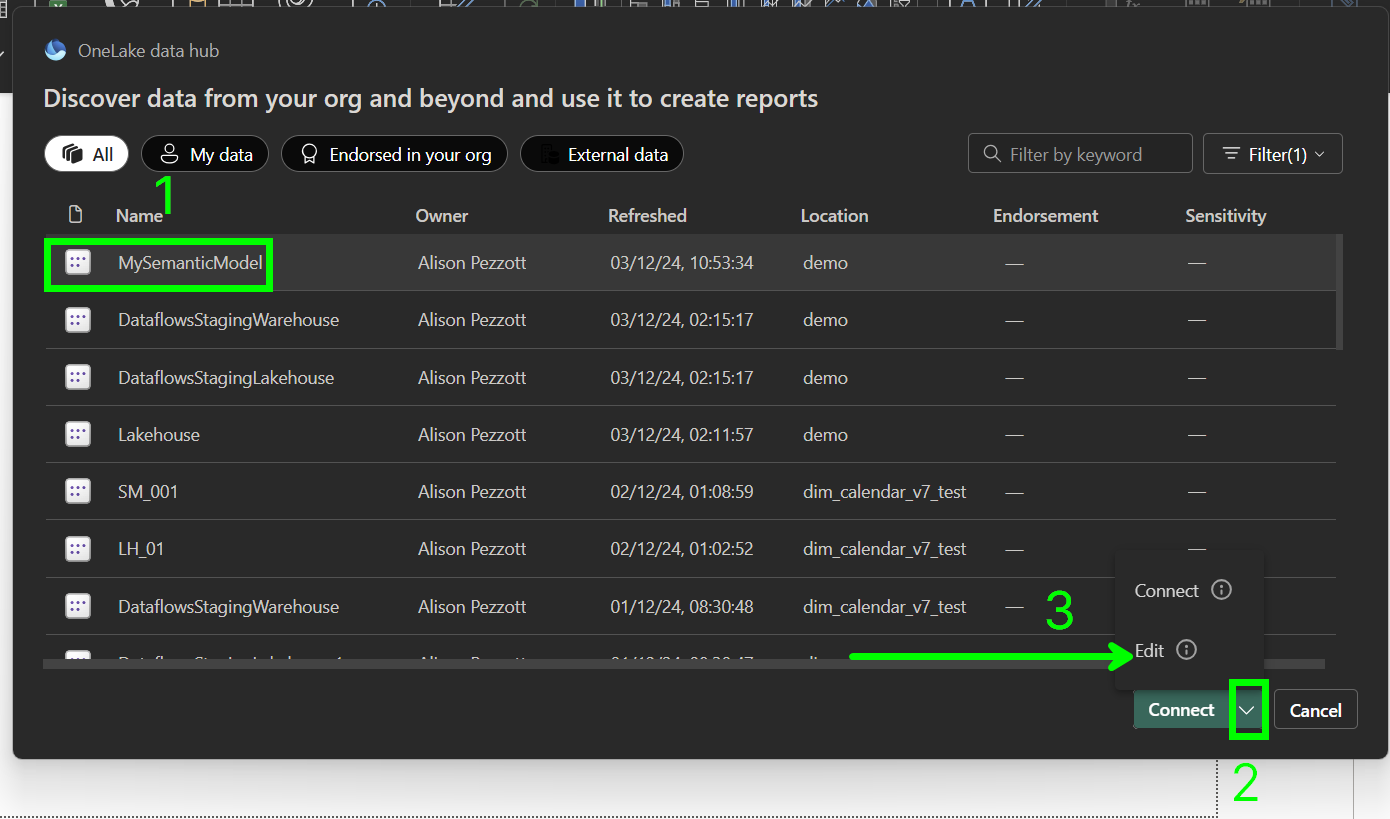 OneLake data hub
Discover data from your org and beyond and use it to create reports
All My data Endorsed in your org External data Filter by keyword Filter(1)
1
Name Owner Refreshed Location Endorsement Sensitivity
MySemanticModel Alison Pezzott 03/12/24, 10:53:34 demo — —
DataflowsStagingWarehouse Alison Pezzott 03/12/24, 02:15:17 demo — —
DataflowsStagingLakehouse Alison Pezzott 03/12/24, 02:15:17 demo — —
Lakehouse Alison Pezzott 03/12/24, 02:11:57 demo — —
SM_001 Alison Pezzott 02/12/24, 01:08:59 dim_calendar_v7_test — —
LH_01 Alison Pezzott 02/12/24, 01:02:52 dim_calendar_v7_test — —
DataflowsStagingWarehouse Alison Pezzott 01/12/24, 08:30:48 dim_calendar_v7_test —
Connect
3
Edit
Connect Cancel
2